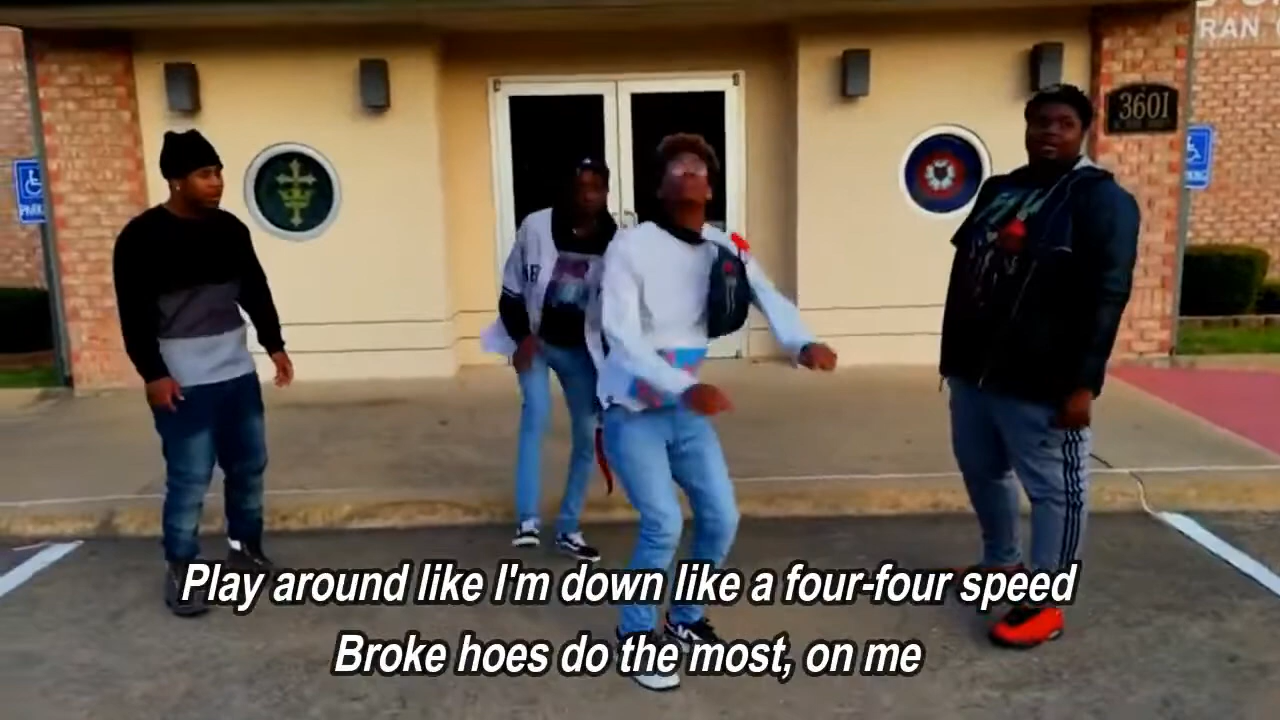 RAN
3601
Play around like I'm down like a four-four speed
Broke hoes do the most, on me